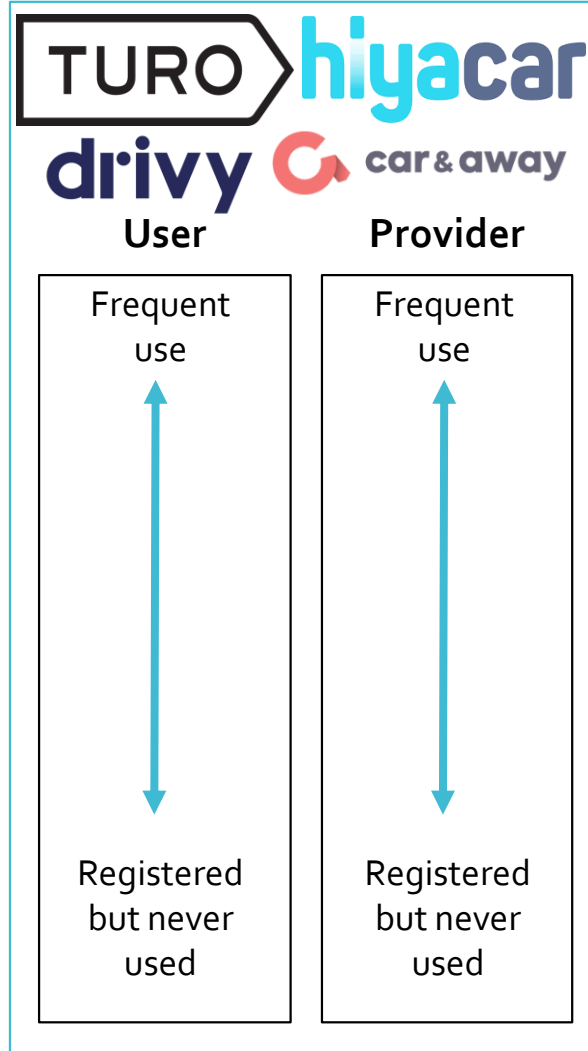 TURO hiyacar
drivy car & away
User Provider
Frequent Frequent
use use
Registered Registered
but never but never
used used